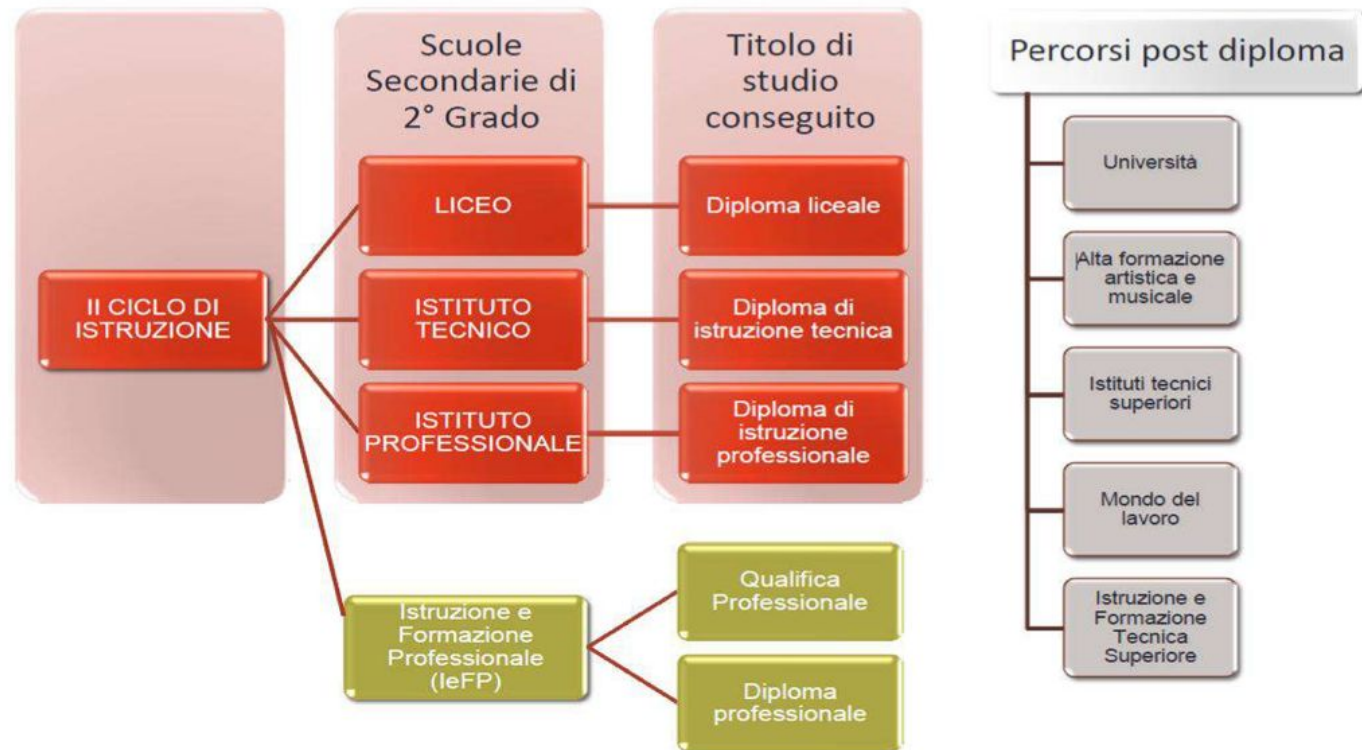 Scuole
Secondarie di
2° Grado
Titolo di
studio
conseguito
Percorsi post diploma
II CICLO DI
ISTRUZIONE
LICEO
Diploma liceale
ISTITUTO
TECNICO
Diploma di
istruzione tecnica
ISTITUTO
PROFESSIONALE
Diploma di
istruzione
professionale
Istruzione e
Formazione
Professionale
(IeFP)
Qualifica
Professionale
Diploma
professionale
Università
Alta formazione
artistica e
musicale
Istituti tecnici
superiori
Mondo del
lavoro
Istruzione e
Formazione
Tecnica
Superiore